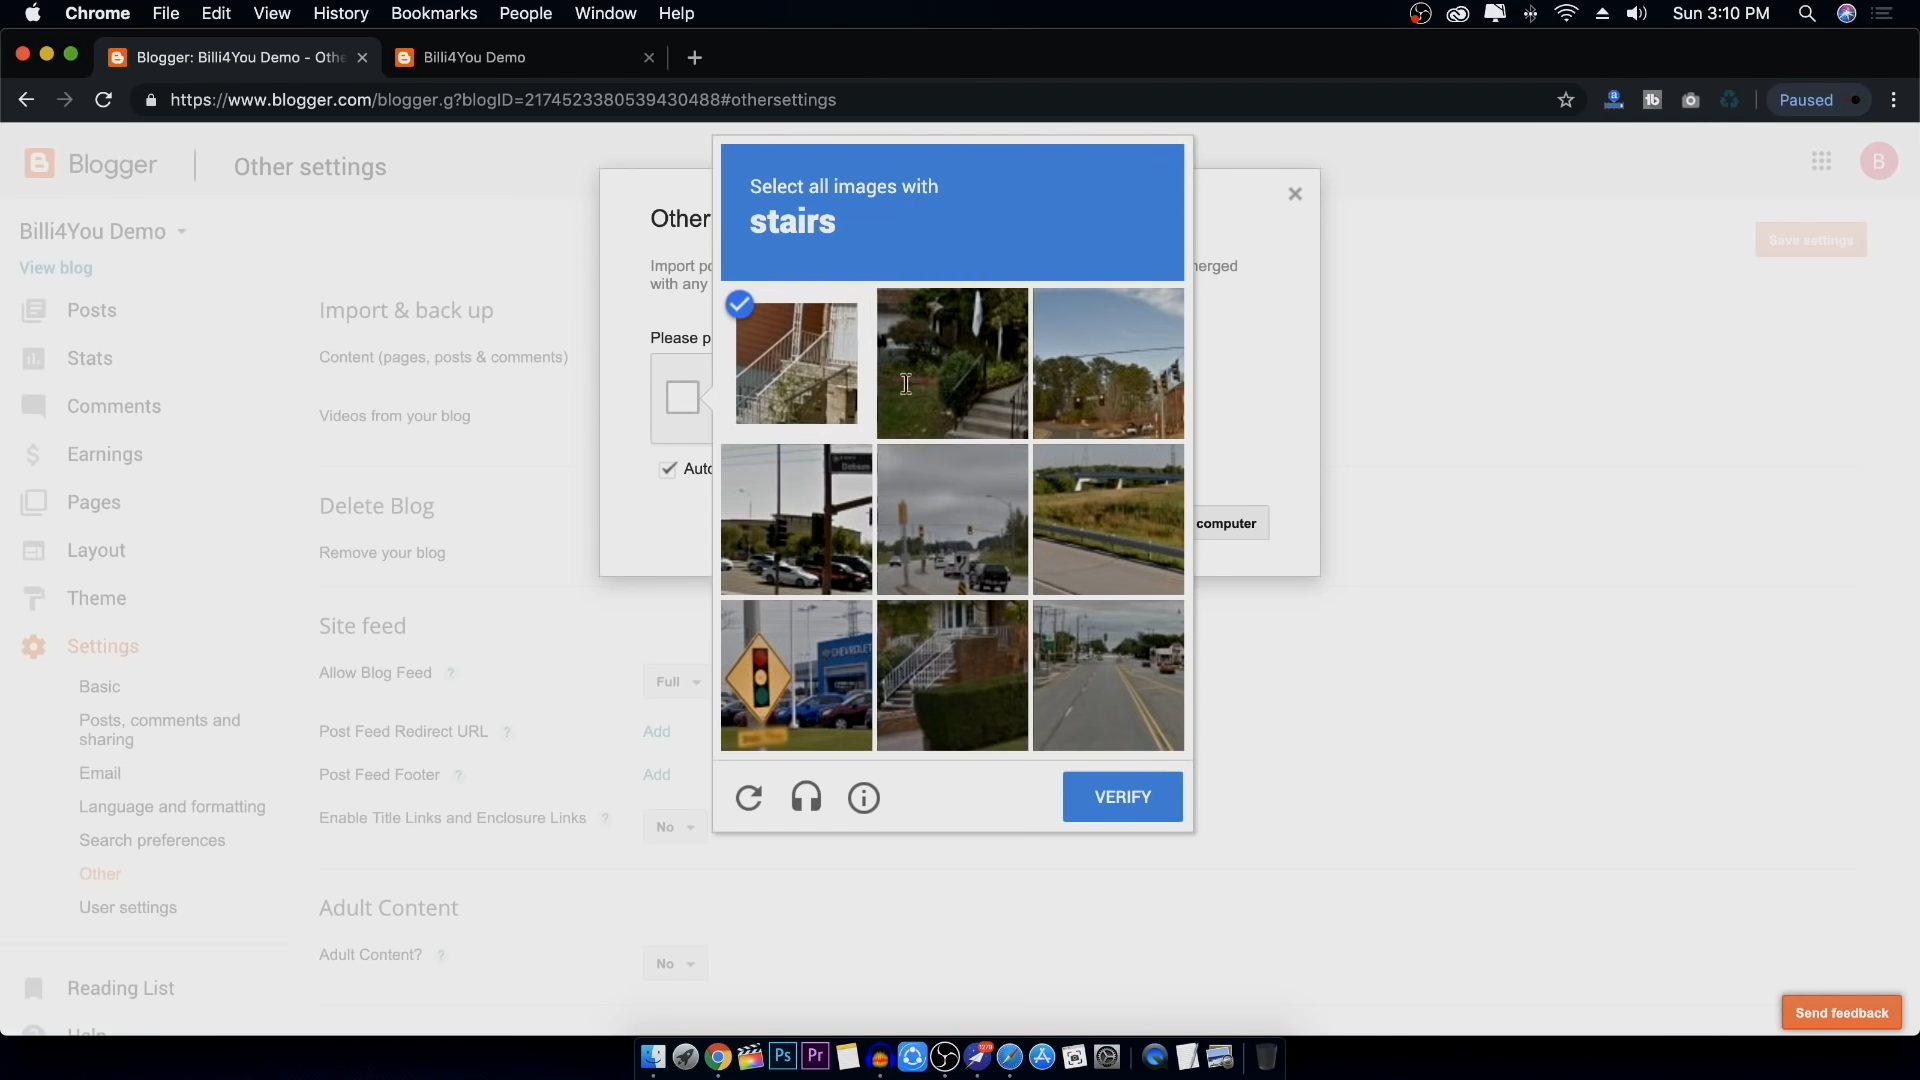 Chrome File Edit View History Bookmarks People Window Help
Sun 3:10 PM
Blogger: Billi4You Demo - Othe
Billi4You Demo
https://www.blogger.com/blogger.g?blogID=2174523380539430488#othersettings
Paused
Blogger
Other settings
B
Billi4You Demo
View blog
Save settings
Posts
Stats
Comments
Earnings
Pages
Layout
Theme
Settings
Basic
Posts, comments and
sharing
Email
Language and formatting
Search preferences
Other
User settings
Reading List
Help
Import & back up
Content (pages, posts & comments)
Videos from your blog
Delete Blog
Remove your blog
Site feed
Allow Blog Feed ?
Full
Post Feed Redirect URL ?
Add
Post Feed Footer ?
Add
Enable Title Links and Enclosure Links ?
No
Adult Content
Adult Content? ?
No
Other
Import po
nerged
with any
Please p
Auto
computer
Select all images with
stairs
CHEVROLET
VERIFY
Send feedback
Ps
Pr